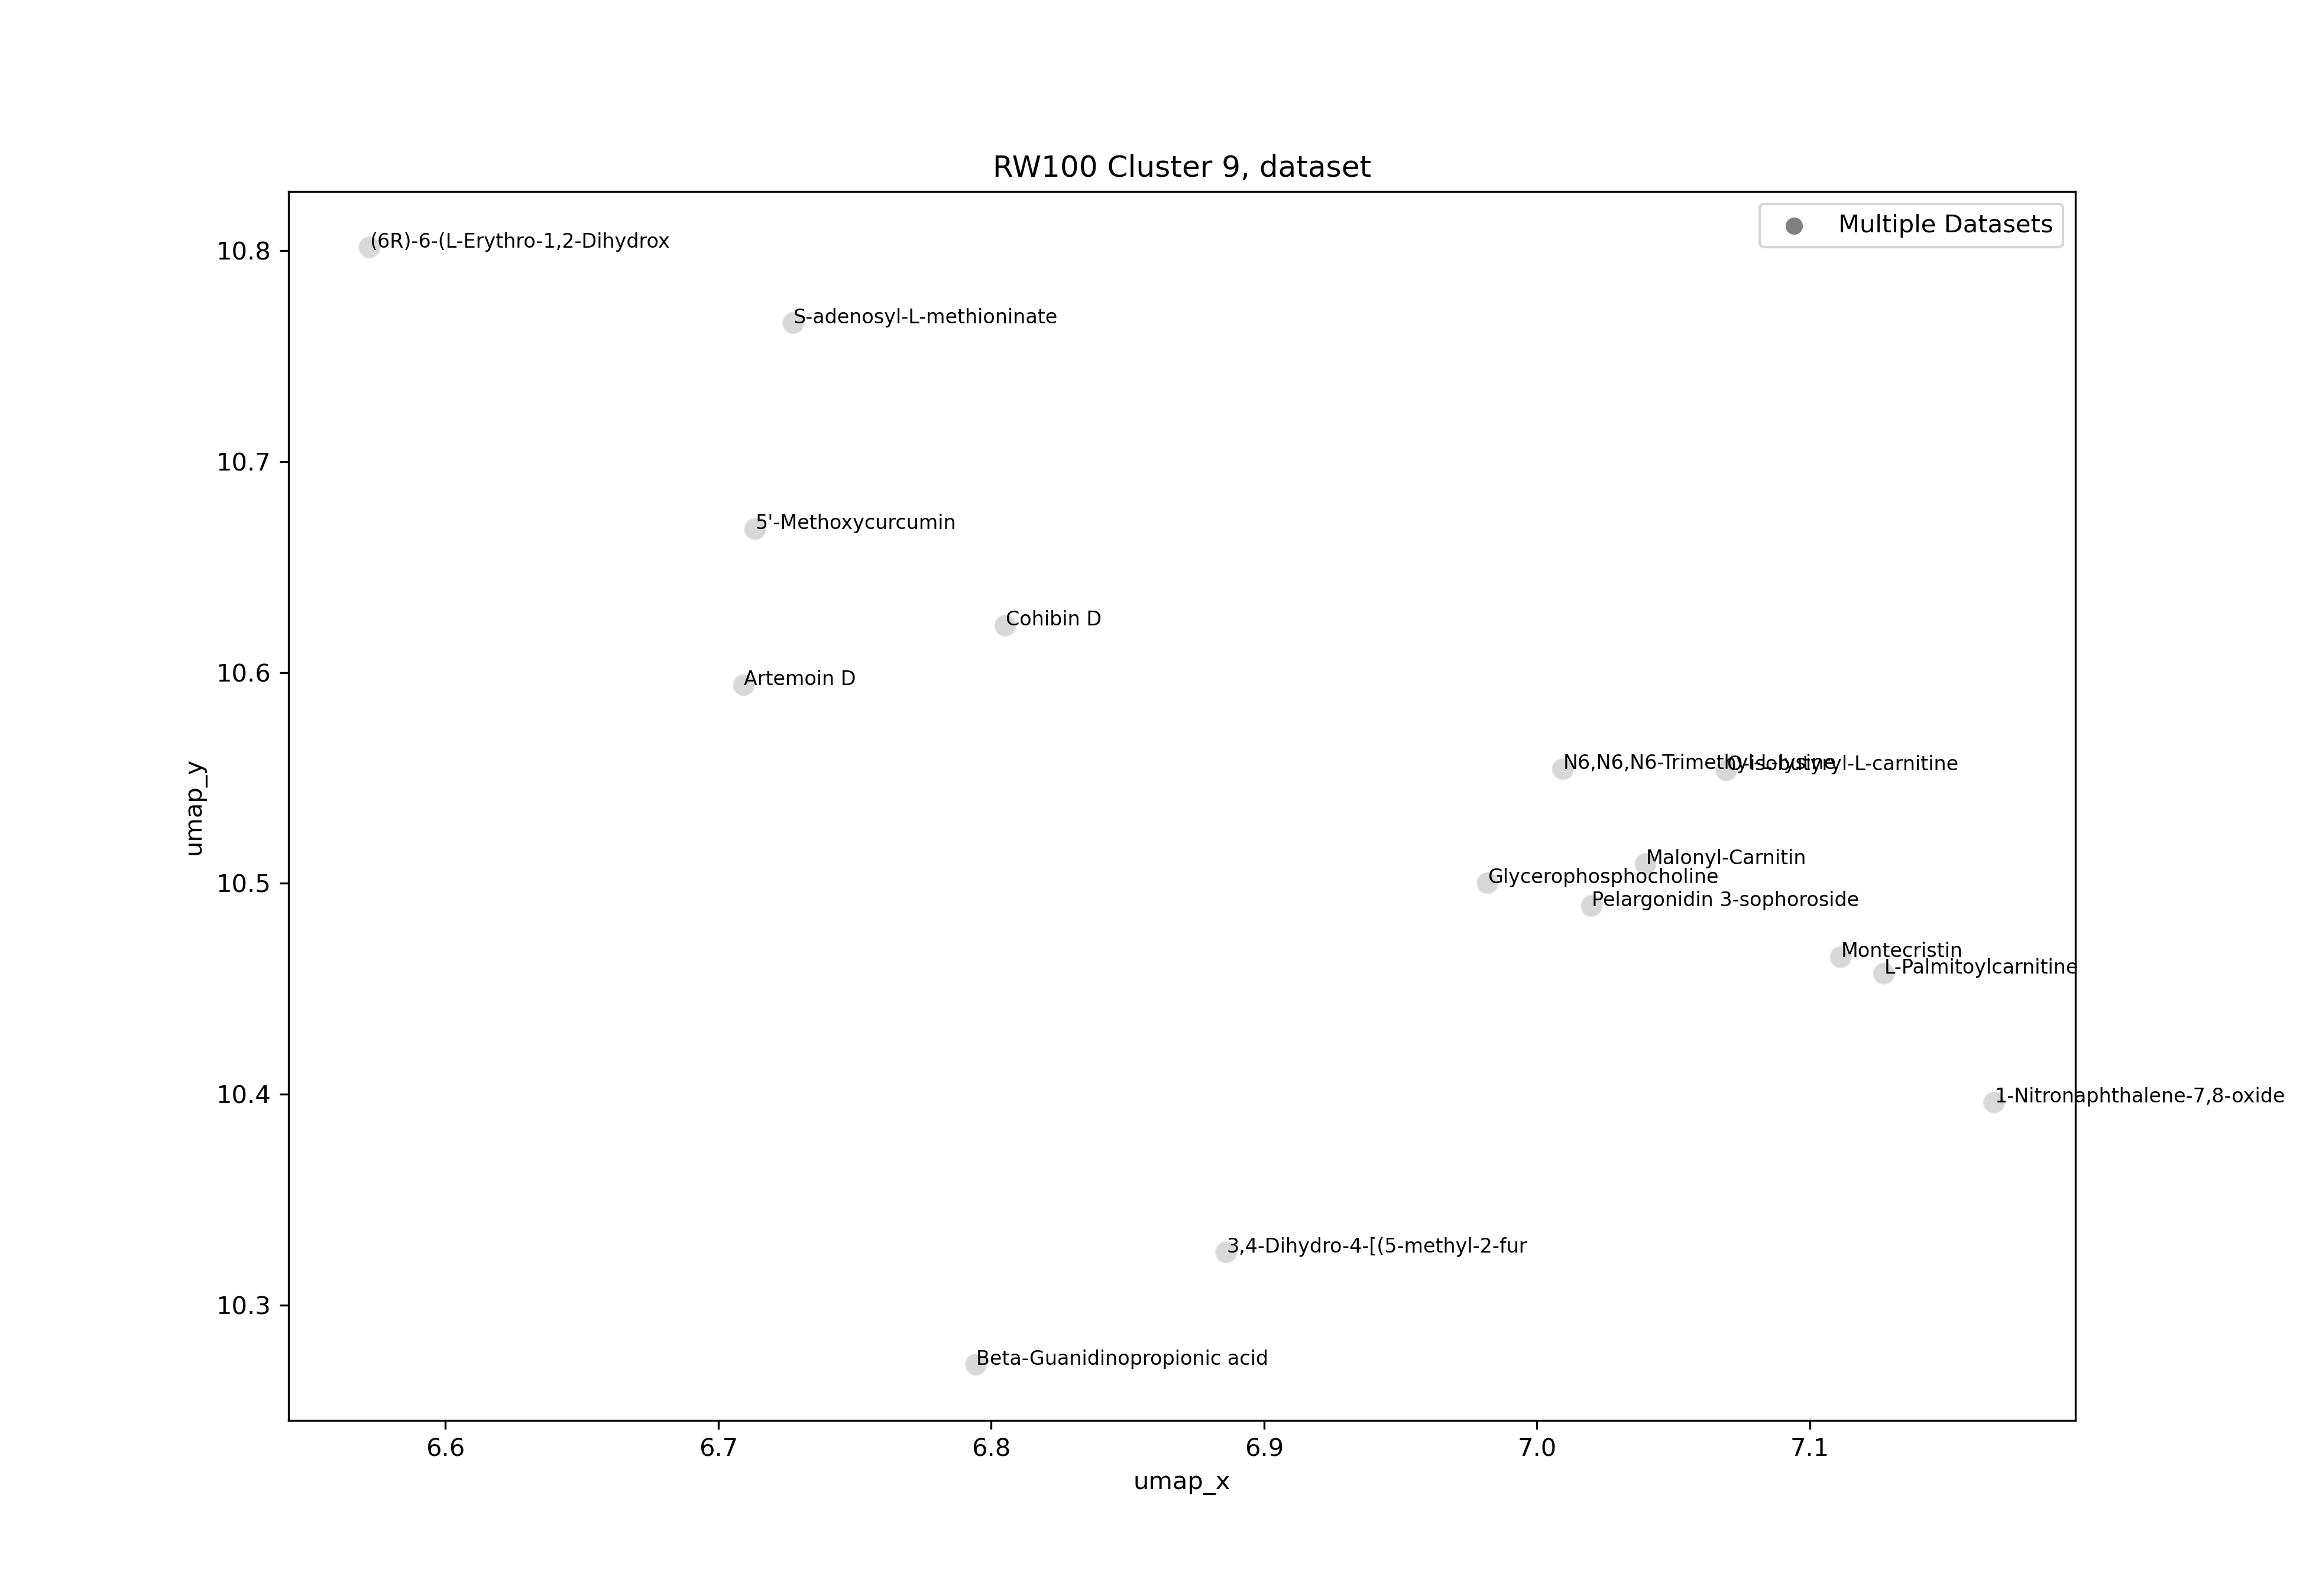 RW100 Cluster 9, dataset
Multiple Datasets
(6R)-6-(L-Erythro-1,2-Dihydrox
10.8
S-adenosyl-L-methioninate
10.7
5'-Methoxycurcumin
Cohibin D
10.6
Artemoin D
N6,N6,N6-Trimethyl-L-lysine
O-isobutyryl-L-carnitine
umap_y
Malonyl-Carnitin
10.5
Glycerophosphocholine
Pelargonidin 3-sophoroside
Montecristin
L-Palmitoylcarnitine
10.4
1-Nitronaphthalene-7,8-oxide
3,4-Dihydro-4-[(5-methyl-2-fur
10.3
Beta-Guanidinopropionic acid
6.6 6.7 6.8 6.9 7.0 7.1
umap_x